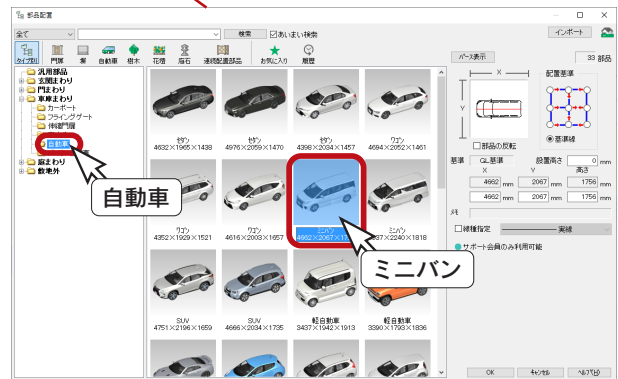 部品配置
インポート
全て
検索
あいまい検索
タイプ別
門扉
塀
自動車
樹木
花壇
庭石
連続配置部品
お気に入り
履歴
汎用部品
玄関まわり
門まわり
車庫まわり
カーポート
フライングゲート
伸縮門扉
自動車
庭まわり
敷地外
セダン
4632×1965×1438
セダン
4976×2059×1470
セダン
4398×2034×1457
ワゴン
4694×2052×1461
ワゴン
4352×1929×1521
ワゴン
4616×2003×1657
ミニバン
4662×2067×17
ミニバン
37×2240×1818
SUV
4751×2196×1659
SUV
4666×2034×1735
軽自動車
3437×1942×1913
軽自動車
3390×1793×1836
自動車
ミニバン
パース表示
33 部品
X
Y
配置基準
基準線
部品の反転
基準
GL基準
設置高さ
0 mm
X
Y
高さ
4662 mm
2067 mm
1756 mm
4662 mm
2067 mm
1756 mm
メモ
線種指定
実線
サポート会員のみ利用可能
OK
キャンセル
ヘルプ(H)